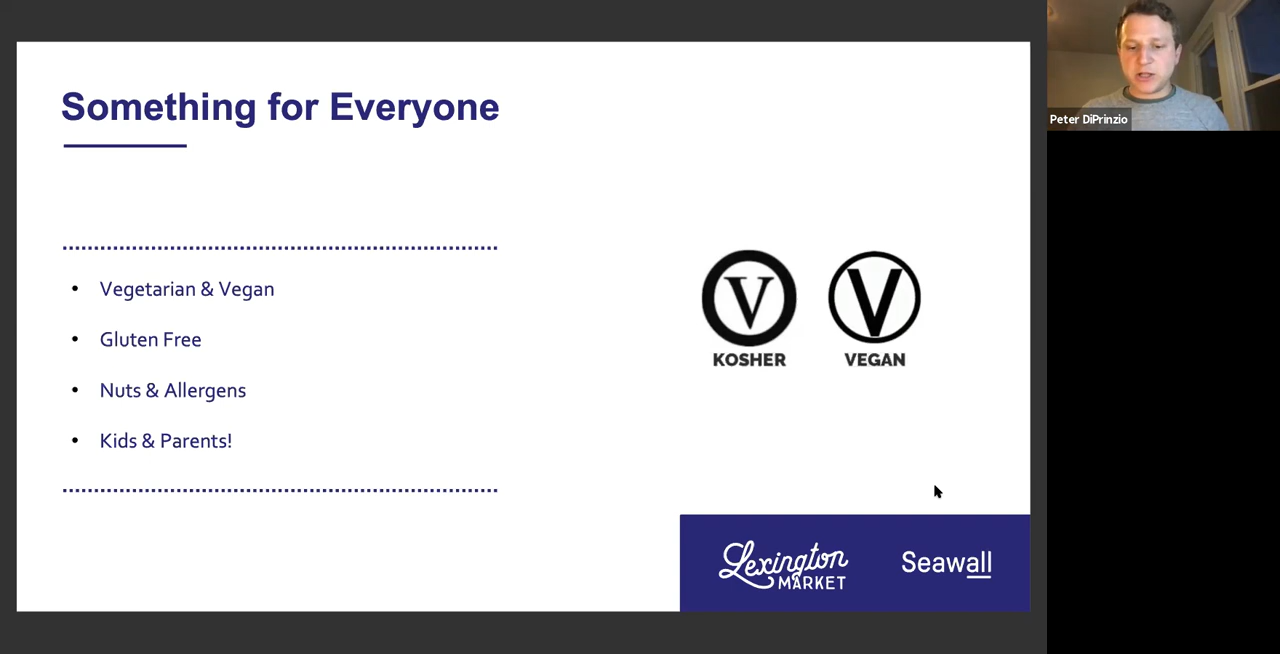 Something for Everyone
• Vegetarian & Vegan
• Gluten Free
• Nuts & Allergens
• Kids & Parents!
V V
KOSHER VEGAN
Lexington
MARKET
Seawall
Peter DiPrinzio